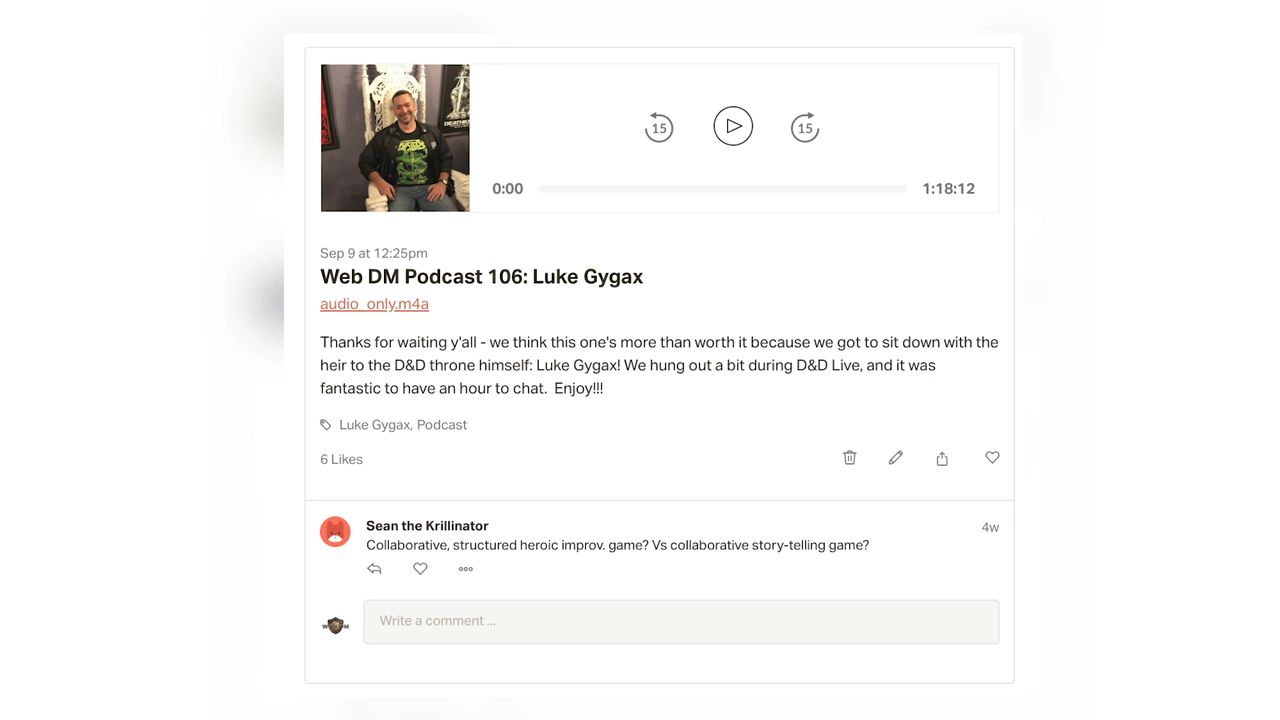 15
15
0:00
1:18:12
Sep 9 at 12:25pm
Web DM Podcast 106: Luke Gygax
audio_only.m4a
Thanks for waiting y'all - we think this one's more than worth it because we got to sit down with the
heir to the D&D throne himself: Luke Gygax! We hung out a bit during D&D Live, and it was
fantastic to have an hour to chat.  Enjoy!!!
Luke Gygax, Podcast
6 Likes
Sean the Krillinator
4w
Collaborative, structured heroic improv. game? Vs collaborative story-telling game?
Write a comment ...